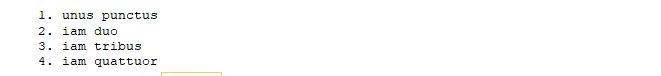 1. unus punctus
2. iam duo
3. iam tribus
4. iam quattuor